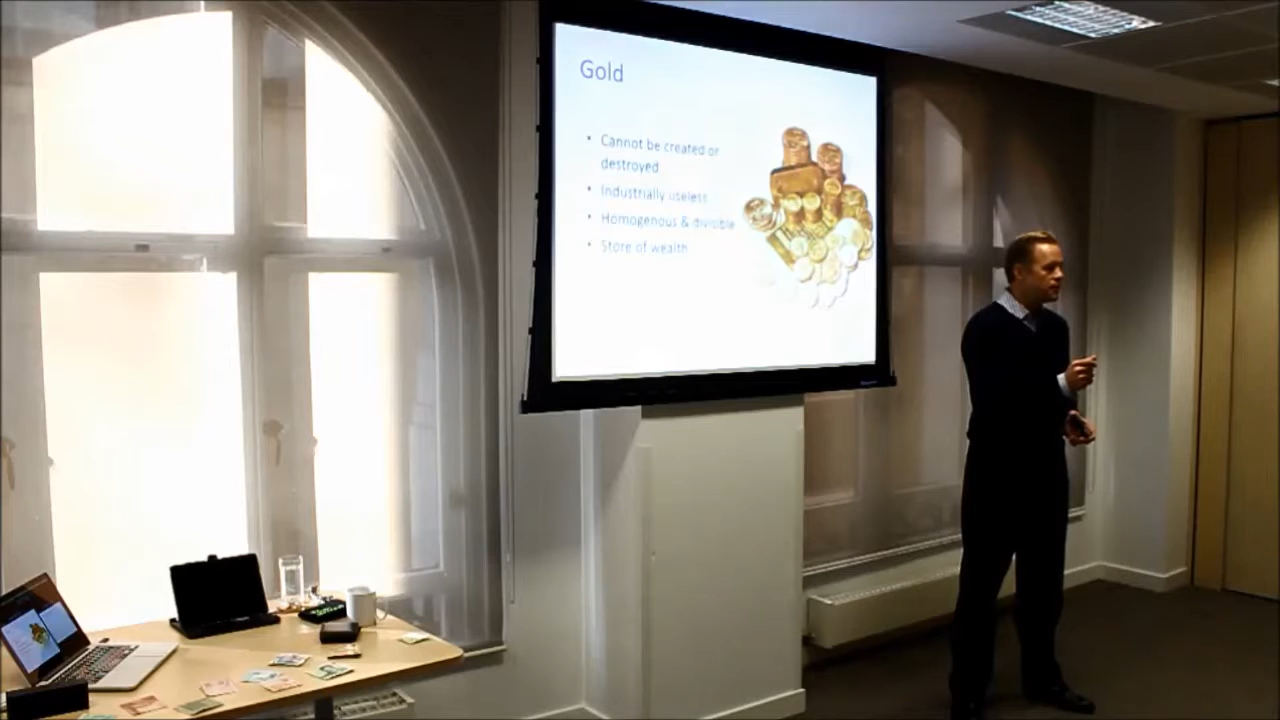 Gold
• Cannot be created or
destroyed
• Industrially useless
• Homogenous & divisible
• Store of wealth